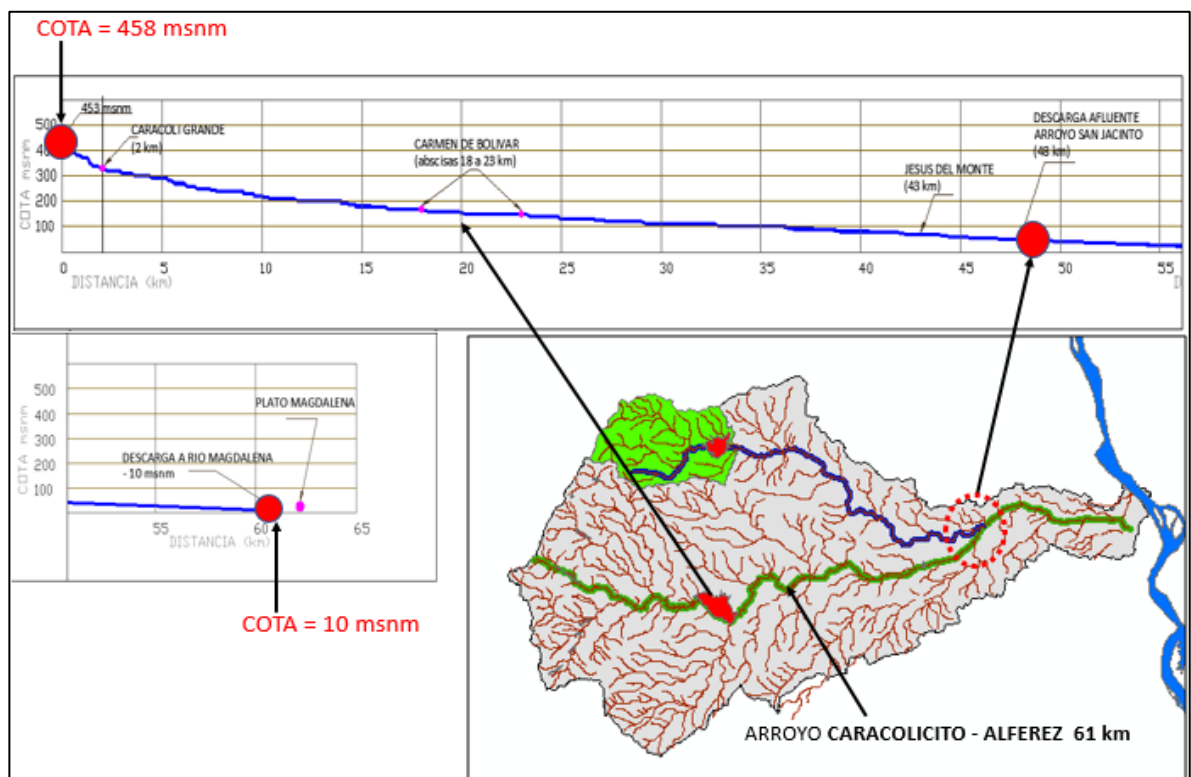 COTA = 458 msnm
453 msnm
CARACOLI GRANDE
(2 km)
CARMEN DE BOLIVAR
(abscisas 18 a 23 km)
DESCARGA AFLUENTE
ARROYO SAN JACINTO
(48 km)
JESUS DEL MONTE
(43 km)
COTA msnm
500
400
300
200
100
0 5 10 15 20 25 30 35 40 45 50 55
DISTANCIA (km)
D
COTA msnm
500
400
300
200
100
PLATO MAGDALENA
DESCARGA A RIO MAGDALENA
- 10 msnm
55 60 65
DISTANCIA (km)
COTA = 10 msnm
ARROYO CARACOLICITO - ALFEREZ 61 km